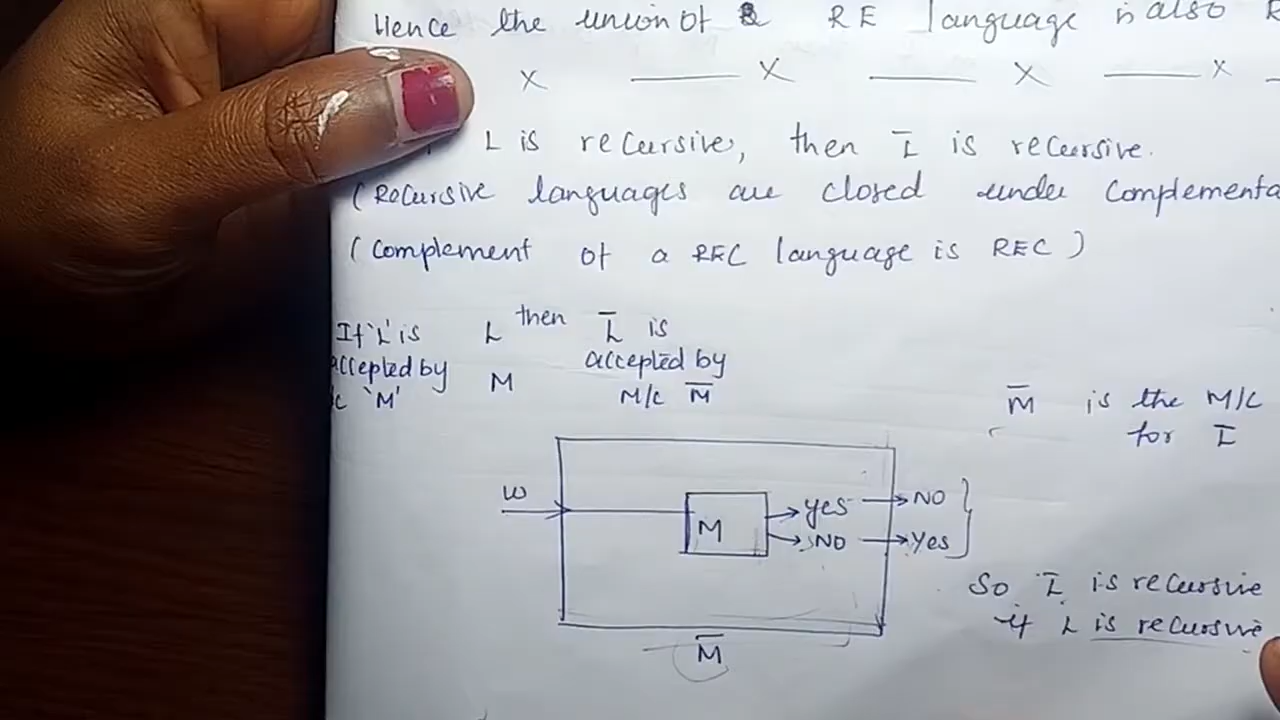 Hence the union of RE language is also
x —— x —— x —— x
L is recursive, then L̅ is recursive.
(Recursive languages are closed under Complementa
(Complement of a REC language is REC)
If 'L' is
accepted by
'M'
L then L̅ is
M accepted by
M/c M̅
M̅ is the M/C
for L̅
w
M
yes NO
NO Yes
M̅
So L̅ is recursive
if L is recursive